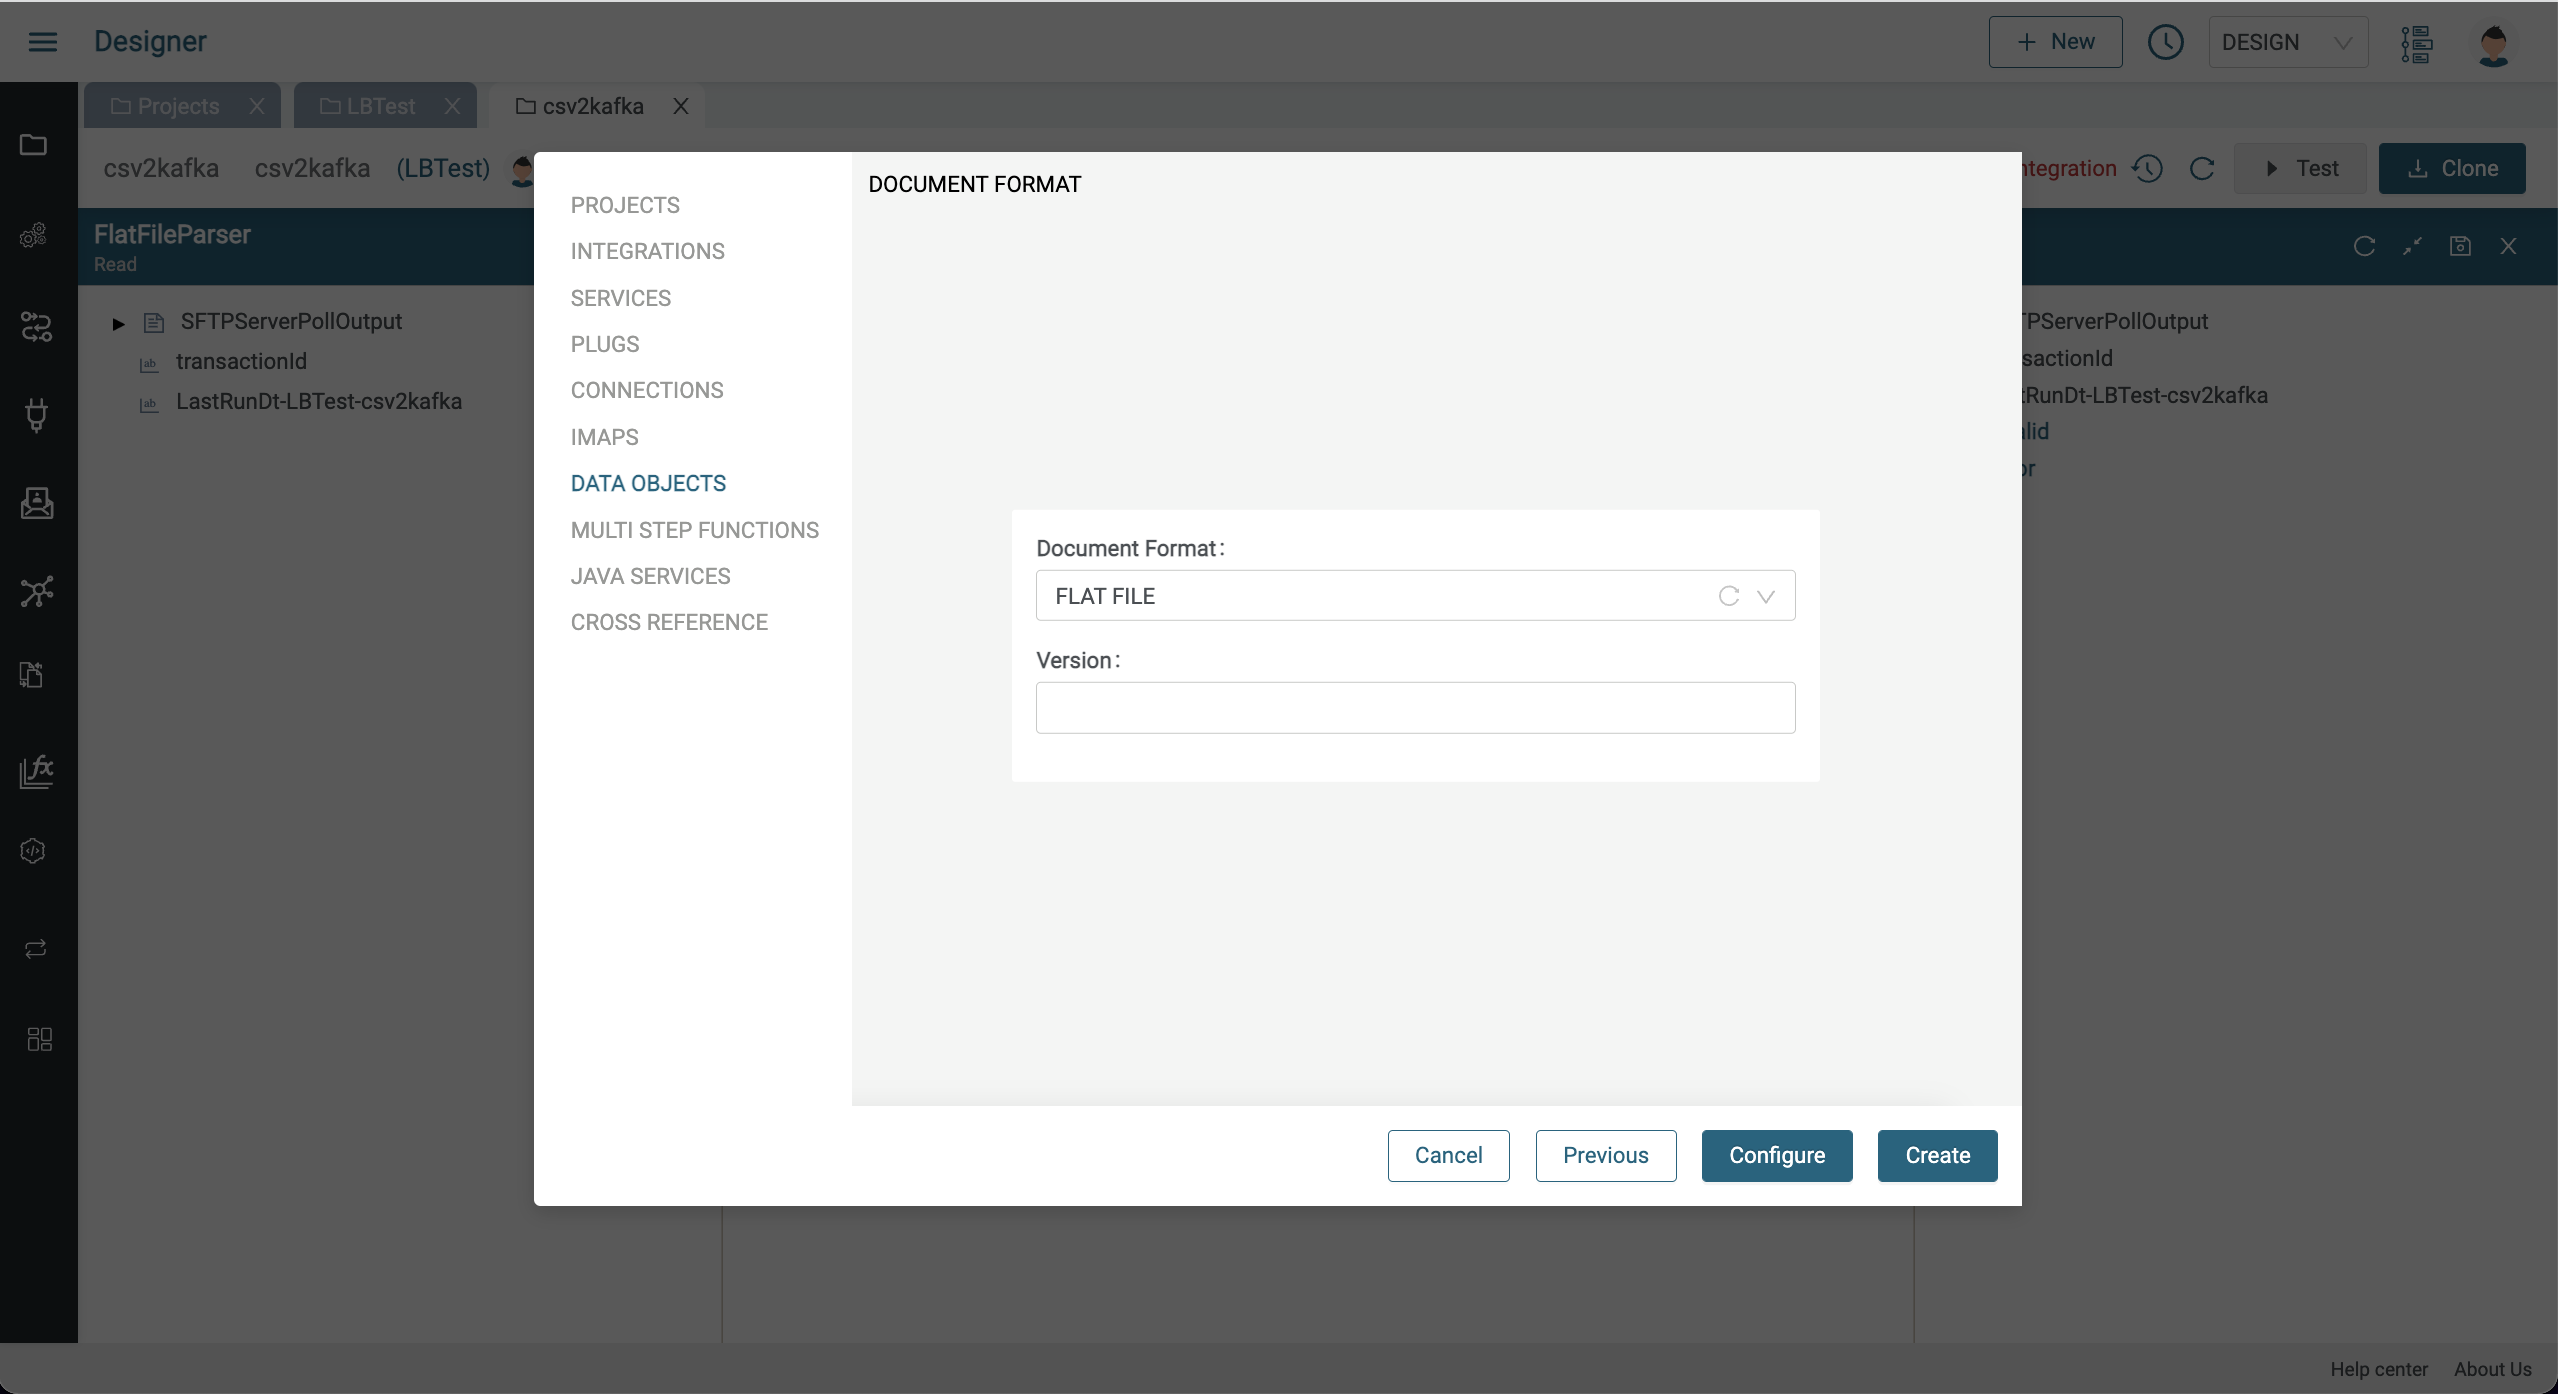 Designer
New
DESIGN
Projects
LBTest
csv2kafka
csv2kafka
csv2kafka
(LBTest)
ntegration
Test
Clone
FlatFileParser
Read
SFTPServerPollOutput
transactionId
LastRunDt-LBTest-csv2kafka
PROJECTS
INTEGRATIONS
SERVICES
PLUGS
CONNECTIONS
IMAPS
DATA OBJECTS
MULTI STEP FUNCTIONS
JAVA SERVICES
CROSS REFERENCE
DOCUMENT FORMAT
Document Format:
FLAT FILE
Version:
Cancel
Previous
Configure
Create
TPServerPollOutput
sactionId
tRunDt-LBTest-csv2kafka
alid
or
Help center
About Us